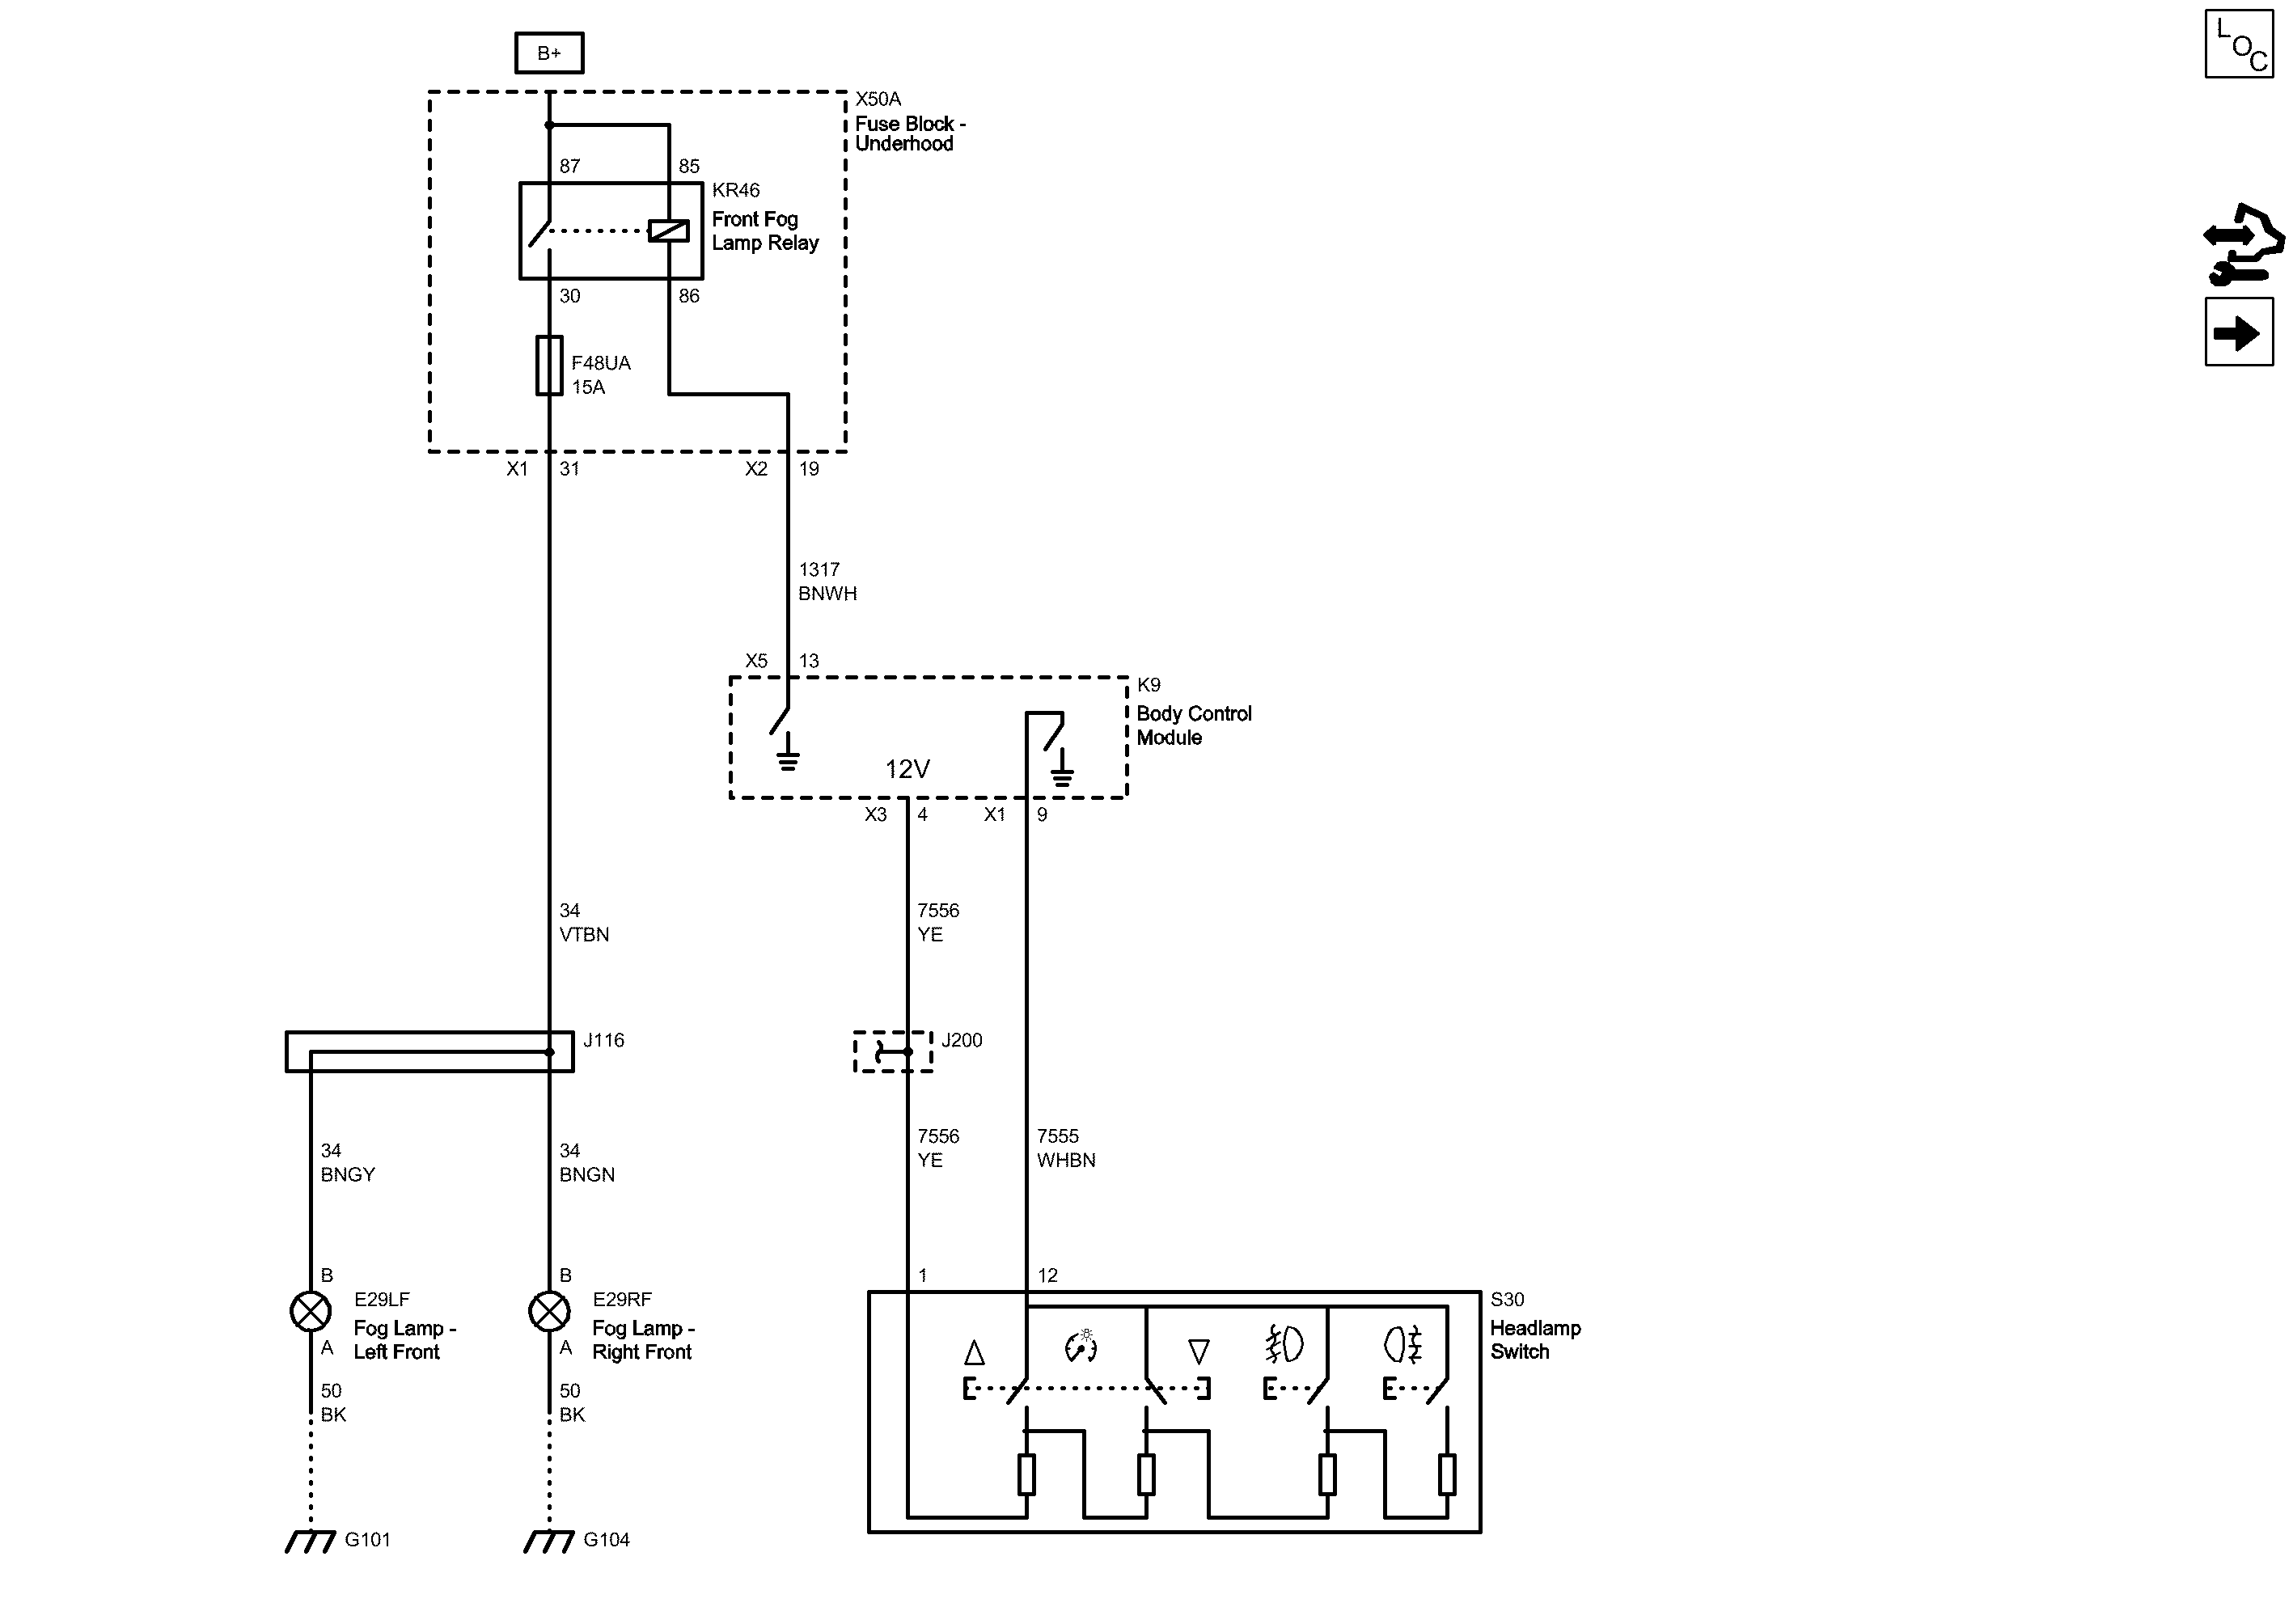 B+
L
O
C
X50A
Fuse Block -
Underhood
87
85
KR46
Front Fog
Lamp Relay
30
86
F48UA
15A
X1
31
X2
19
1317
BNWH
X5
13
K9
Body Control
Module
12V
X3
4
X1
9
34
VTBN
7556
YE
J116
J200
34
BNGY
34
BNGN
7556
YE
7555
WHBN
B
B
1
12
E29LF
Fog Lamp -
Left Front
E29RF
Fog Lamp -
Right Front
S30
Headlamp
Switch
A
A
50
BK
50
BK
G101
G104